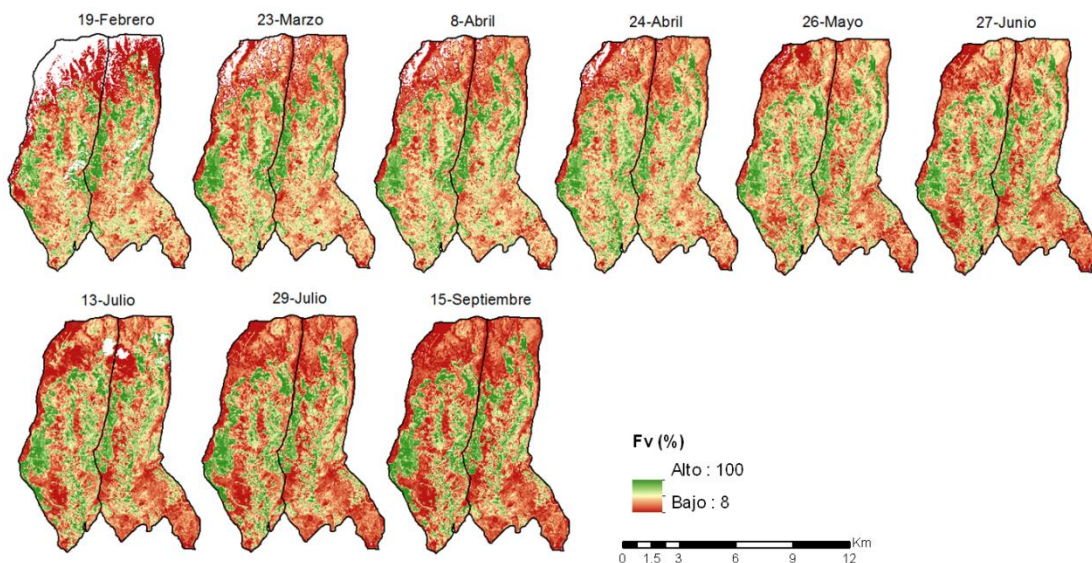 19-Febrero
23-Marzo
8-Abril
24-Abril
26-Mayo
27-Junio
13-Julio
29-Julio
15-Septiembre
Fv (%)
Alto : 100
Bajo : 8
Km
0 1.5 3 6 9 12